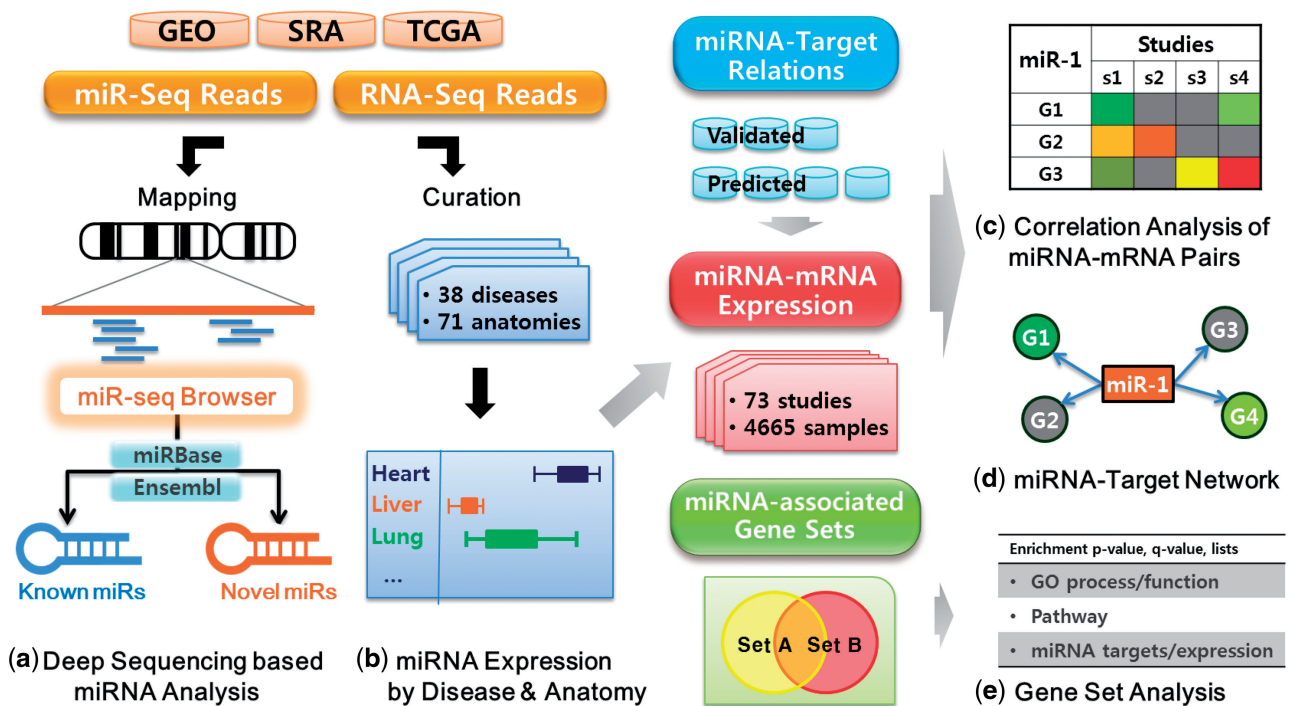 GEO SRA TCGA
miR-Seq Reads
RNA-Seq Reads
Mapping
Curation
• 38 diseases
• 71 anatomies
miR-seq Browser
miRBase
Ensembl
Known miRs
Novel miRs
Heart
Liver
Lung
...
(a) Deep Sequencing based
miRNA Analysis
(b) miRNA Expression
by Disease & Anatomy
miRNA-Target
Relations
Validated
Predicted
miRNA-mRNA
Expression
• 73 studies
• 4665 samples
miRNA-associated
Gene Sets
Set A Set B
miR-1 Studies
s1 s2 s3 s4
G1
G2
G3
(c) Correlation Analysis of
miRNA-mRNA Pairs
G1 G3
miR-1
G2 G4
(d) miRNA-Target Network
Enrichment p-value, q-value, lists
• GO process/function
• Pathway
• miRNA targets/expression
(e) Gene Set Analysis